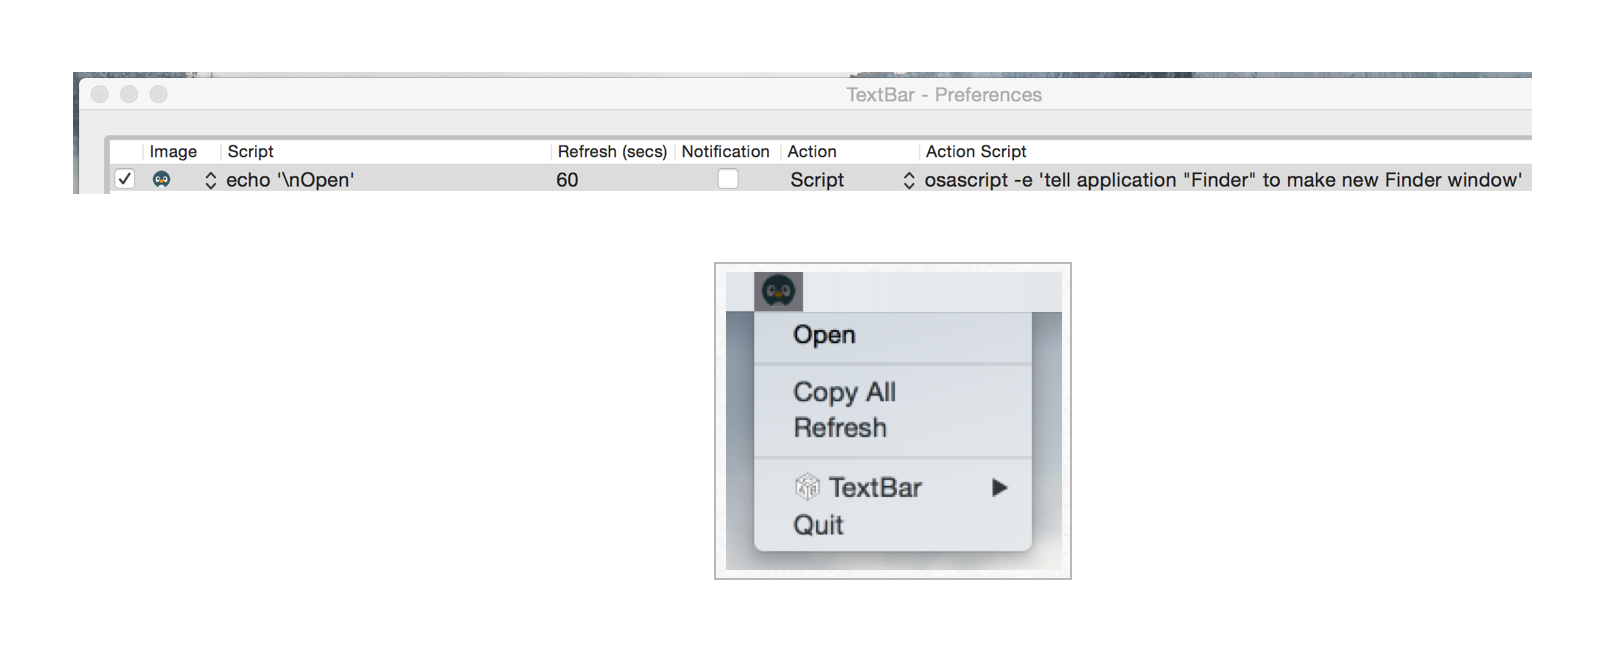 TextBar - Preferences
Image Script Refresh (secs) Notification Action Action Script
echo '\nOpen' 60 Script osascript -e 'tell application "Finder" to make new Finder window'
Open
Copy All
Refresh
TextBar
Quit